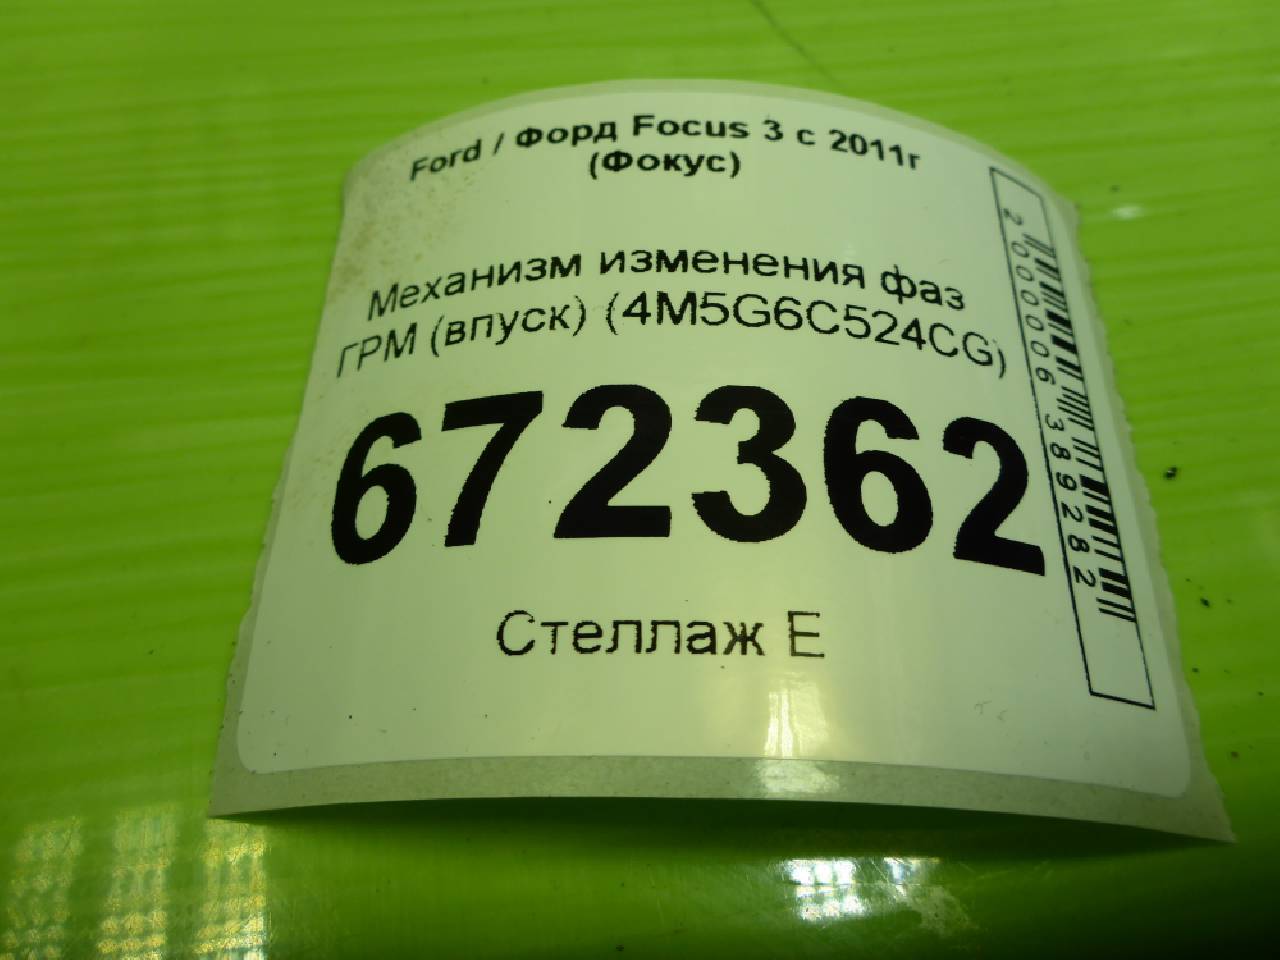 Ford / Форд Focus 3 с 2011г
(Фокус)
Механизм изменения фаз
ГРМ (впуск) (4M5G6C524CG)
672362
Стеллаж Е
2000006389282